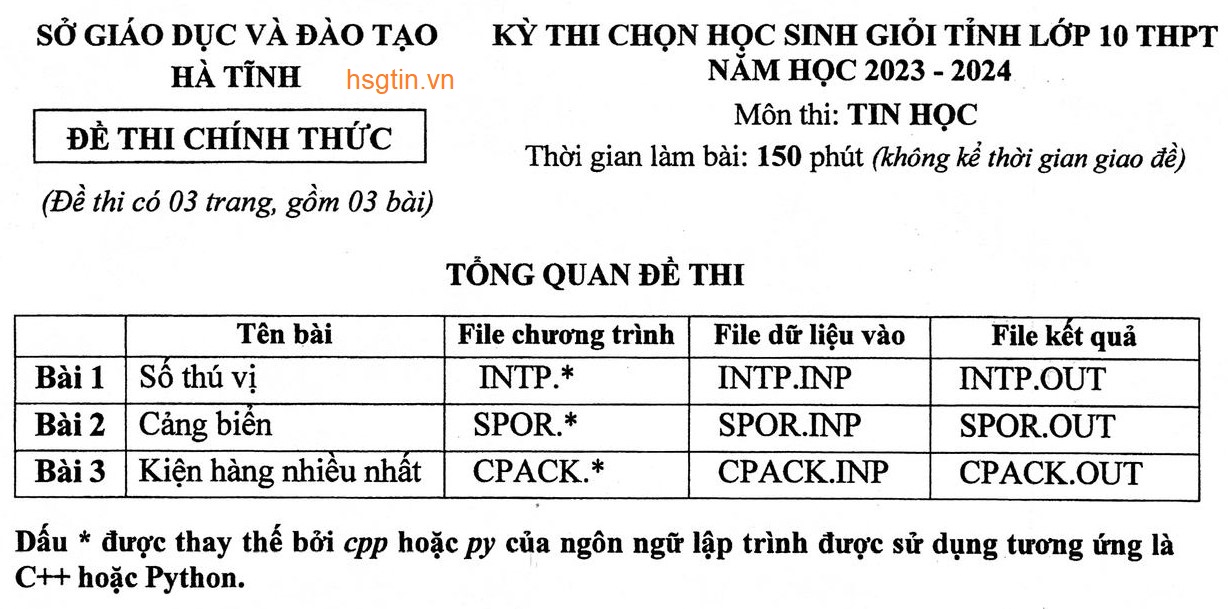 SỞ GIÁO DỤC VÀ ĐÀO TẠO
HÀ TĨNH
hsgtin.vn
ĐỀ THI CHÍNH THỨC
(Đề thi có 03 trang, gồm 03 bài)
KỲ THI CHỌN HỌC SINH GIỎI TỈNH LỚP 10 THPT
NĂM HỌC 2023 - 2024
Môn thi: TIN HỌC
Thời gian làm bài: 150 phút (không kể thời gian giao đề)
TỔNG QUAN ĐỀ THI
Tên bài File chương trình File dữ liệu vào File kết quả
Bài 1 Số thú vị INTP.* INTP.INP INTP.OUT
Bài 2 Cảng biển SPOR.* SPOR.INP SPOR.OUT
Bài 3 Kiện hàng nhiều nhất CPACK.* CPACK.INP CPACK.OUT
Dấu * được thay thế bởi cpp hoặc py của ngôn ngữ lập trình được sử dụng tương ứng là
C++ hoặc Python.